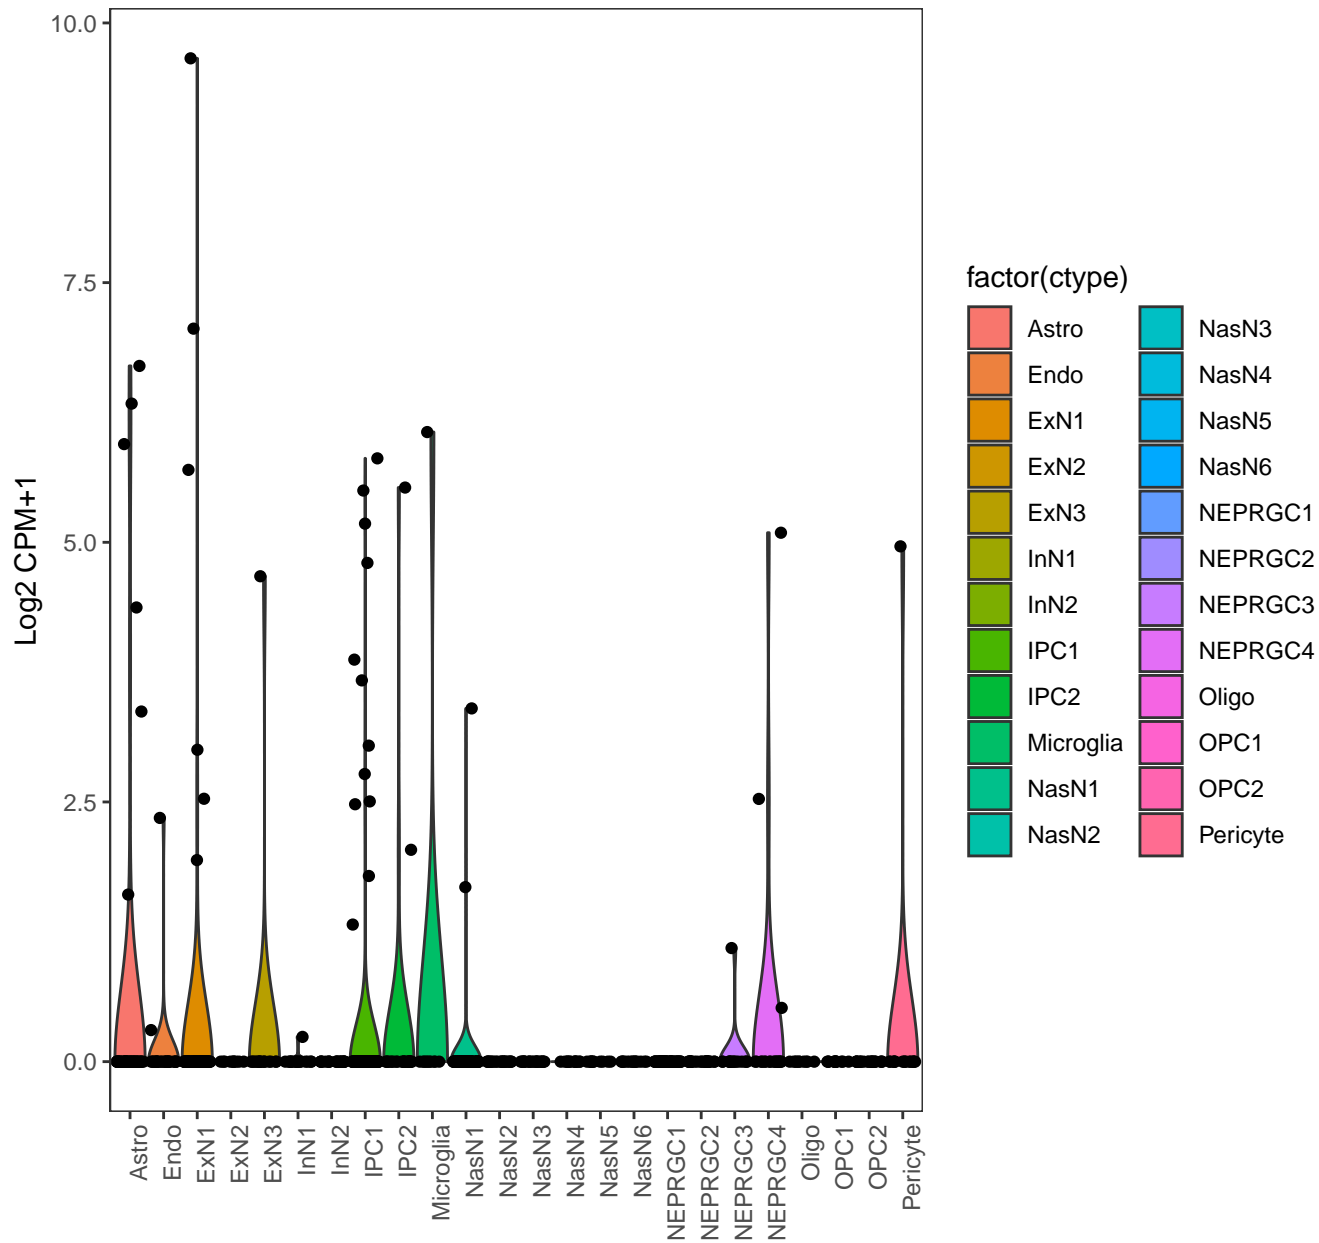 10.0
7.5
5.0
2.5
0.0
Log2 CPM+1
Astro
Endo
ExN1
ExN2
ExN3
InN1
InN2
IPC1
IPC2
Microglia
NasN1
NasN2
NasN3
NasN4
NasN5
NasN6
NEPRGC1
NEPRGC2
NEPRGC3
NEPRGC4
Oligo
OPC1
OPC2
Pericyte
factor(ctype)
Astro
Endo
ExN1
ExN2
ExN3
InN1
InN2
IPC1
IPC2
Microglia
NasN1
NasN2
NasN3
NasN4
NasN5
NasN6
NEPRGC1
NEPRGC2
NEPRGC3
NEPRGC4
Oligo
OPC1
OPC2
Pericyte